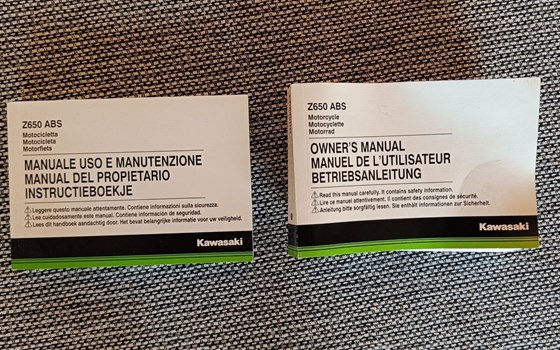 Z650 ABS
Motocicletta
Motocicleta
Motorfiets
MANUALE USO E MANUTENZIONE
MANUAL DEL PROPIETARIO
INSTRUCTIEBOEKJE
Leggere questo manuale attentamente. Contiene informazioni sulla sicurezza.
Lea cuidadosamente este manual. Contiene información de seguridad.
Lees dit handboek aandachtig door. Het bevat belangrijke informatie voor uw veiligheid.
Kawasaki
Z650 ABS
Motorcycle
Motocyclette
Motorrad
OWNER'S MANUAL
MANUEL DE L'UTILISATEUR
BETRIEBSANLEITUNG
Read this manual carefully. It contains safety information.
Lire ce manuel attentivement. Il contient des consignes de sécurité.
Anleitung bitte sorgfältig lesen. Sie enthält Informationen zur Sicherheit.
Kawasaki